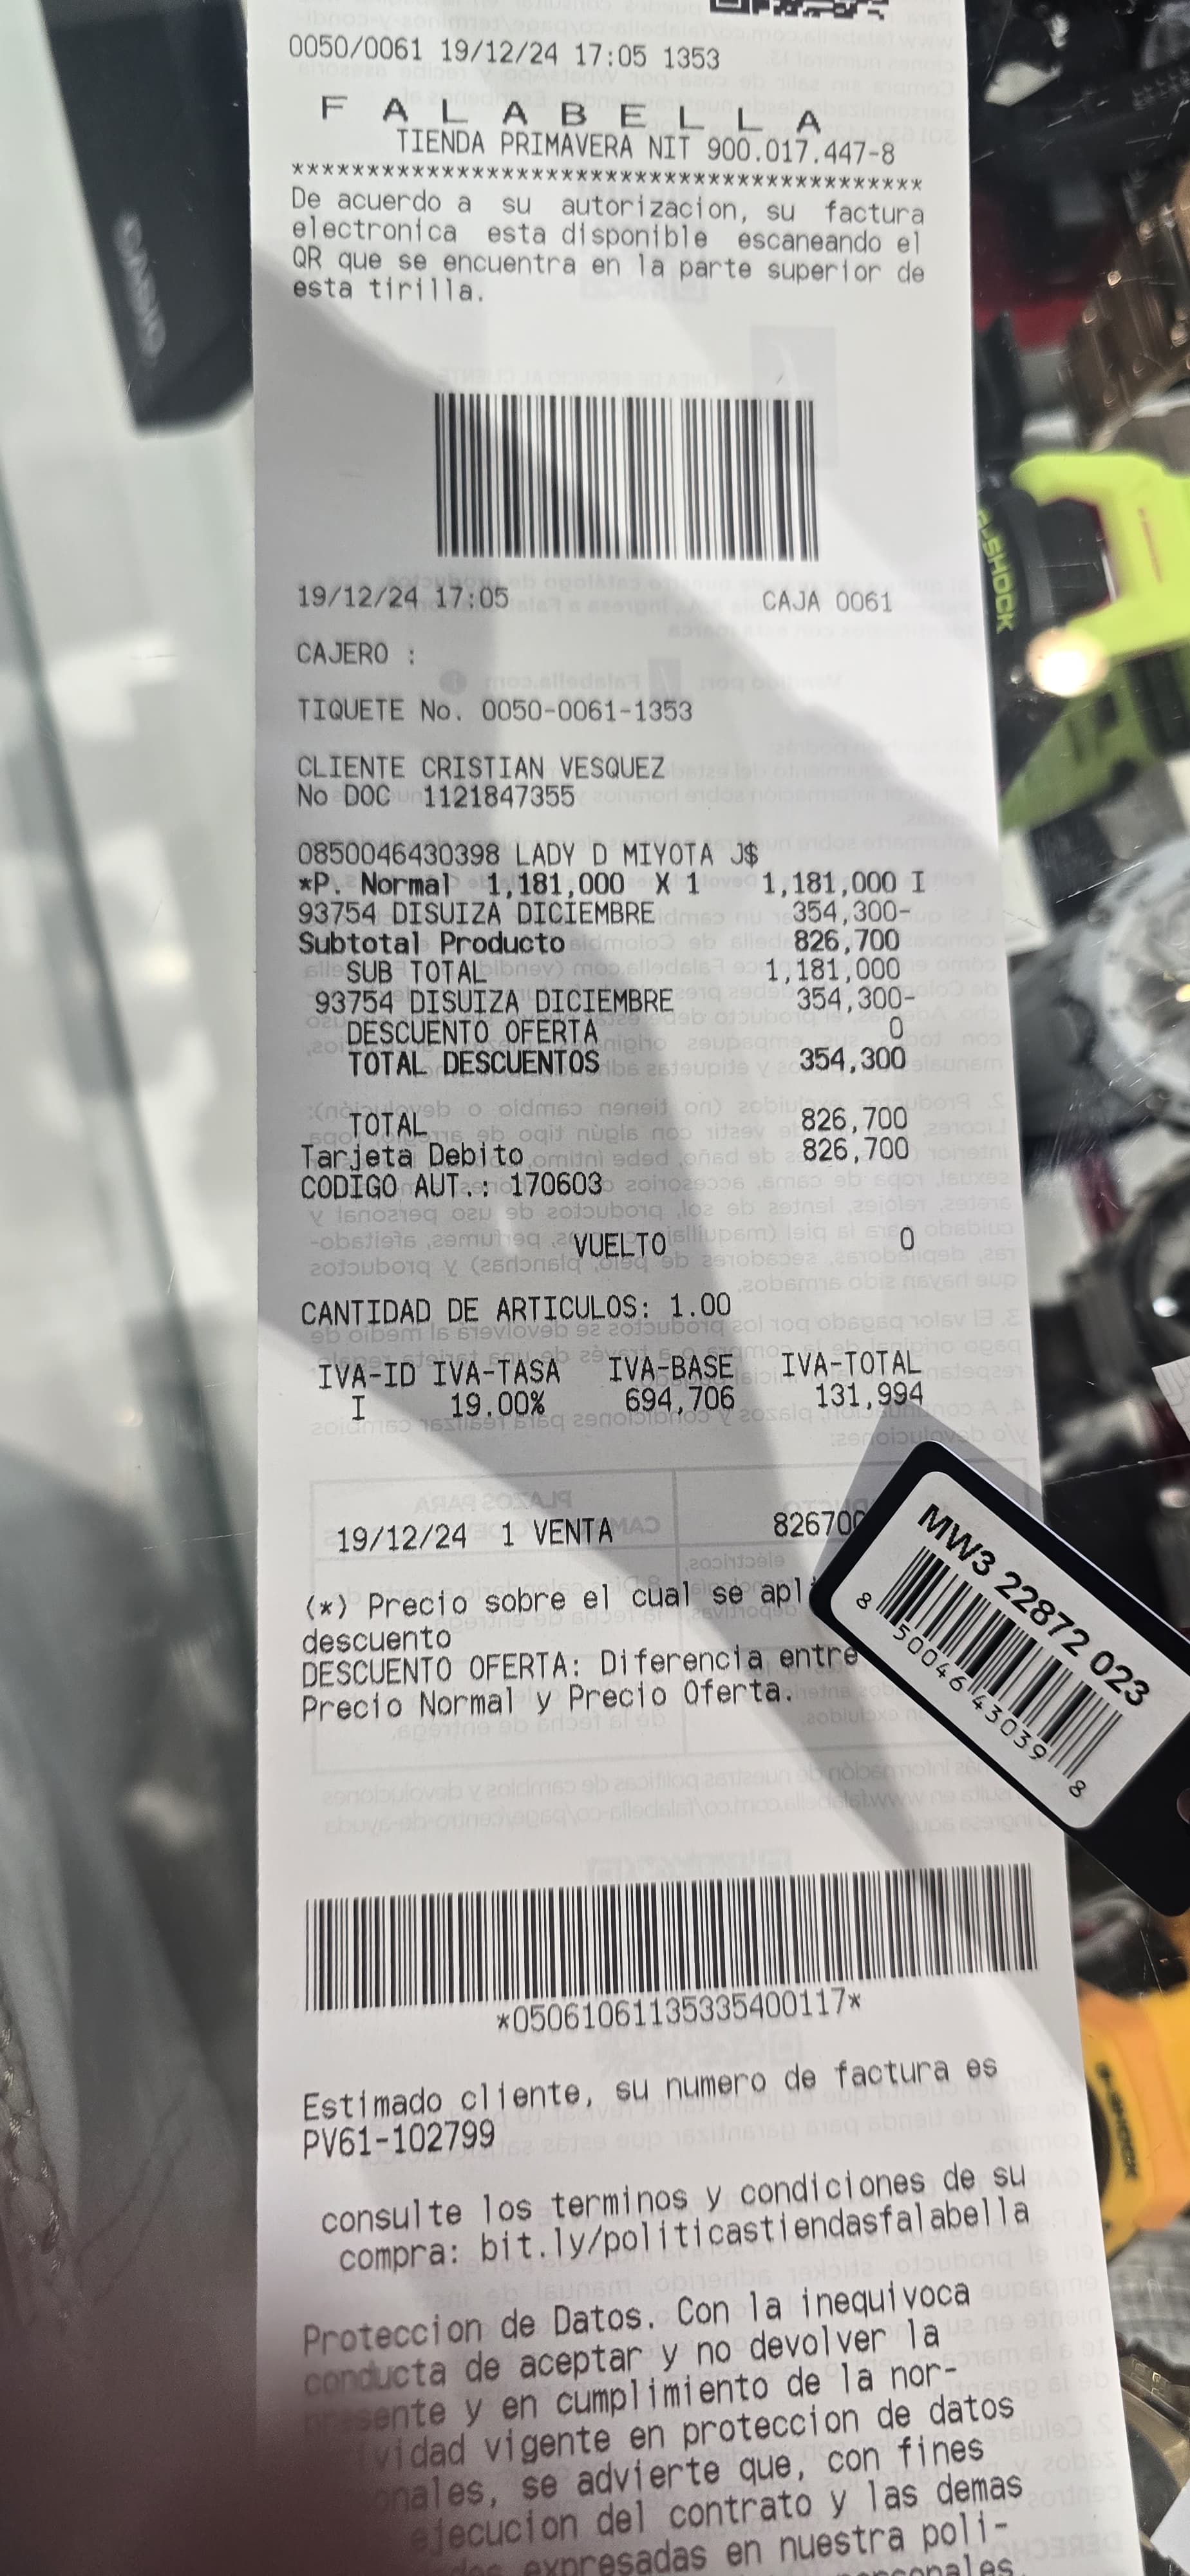 0050/0061 19/12/24 17:05 1353
F A L A B E L L A
TIENDA PRIMAVERA NIT 900.017.447-8
******************************************
De acuerdo a su autorizacion, su factura
electronica esta disponible escaneando el
QR que se encuentra en la parte superior de
esta tirilla.
CASIO
G-SHOCK
19/12/24 17:05 CAJA 0061
CAJERO :
TIQUETE No. 0050-0061-1353
CLIENTE CRISTIAN VESQUEZ
No DOC 1121847355
0850046430398 LADY D MIYOTA J$
*P. Normal 1,181,000 X 1 1,181,000 I
93754 DISUIZA DICIEMBRE 354,300-
Subtotal Producto 826,700
SUB TOTAL 1,181,000
93754 DISUIZA DICIEMBRE 354,300-
DESCUENTO OFERTA 0
TOTAL DESCUENTOS 354,300
TOTAL 826,700
Tarjeta Debito 826,700
CODIGO AUT.: 170603
VUELTO 0
CANTIDAD DE ARTICULOS: 1.00
IVA-ID IVA-TASA IVA-BASE IVA-TOTAL
I 19.00% 694,706 131,994
19/12/24 1 VENTA 826700
(*) Precio sobre el cual se apli
descuento
DESCUENTO OFERTA: Diferencia entre
Precio Normal y Precio Oferta.
MW3 22872 023
8 50046 43039 8
*05061061135335400117*
Estimado cliente, su numero de factura es
PV61-102799
consulte los terminos y condiciones de su
compra: bit.ly/politicastiendasfalabella
Proteccion de Datos. Con la inequivoca
conducta de aceptar y no devolver la
presente y en cumplimiento de la nor-
vidad vigente en proteccion de datos
onales, se advierte que, con fines
ejecucion del contrato y las demas
expresadas en nuestra poli-
G-SHOCK